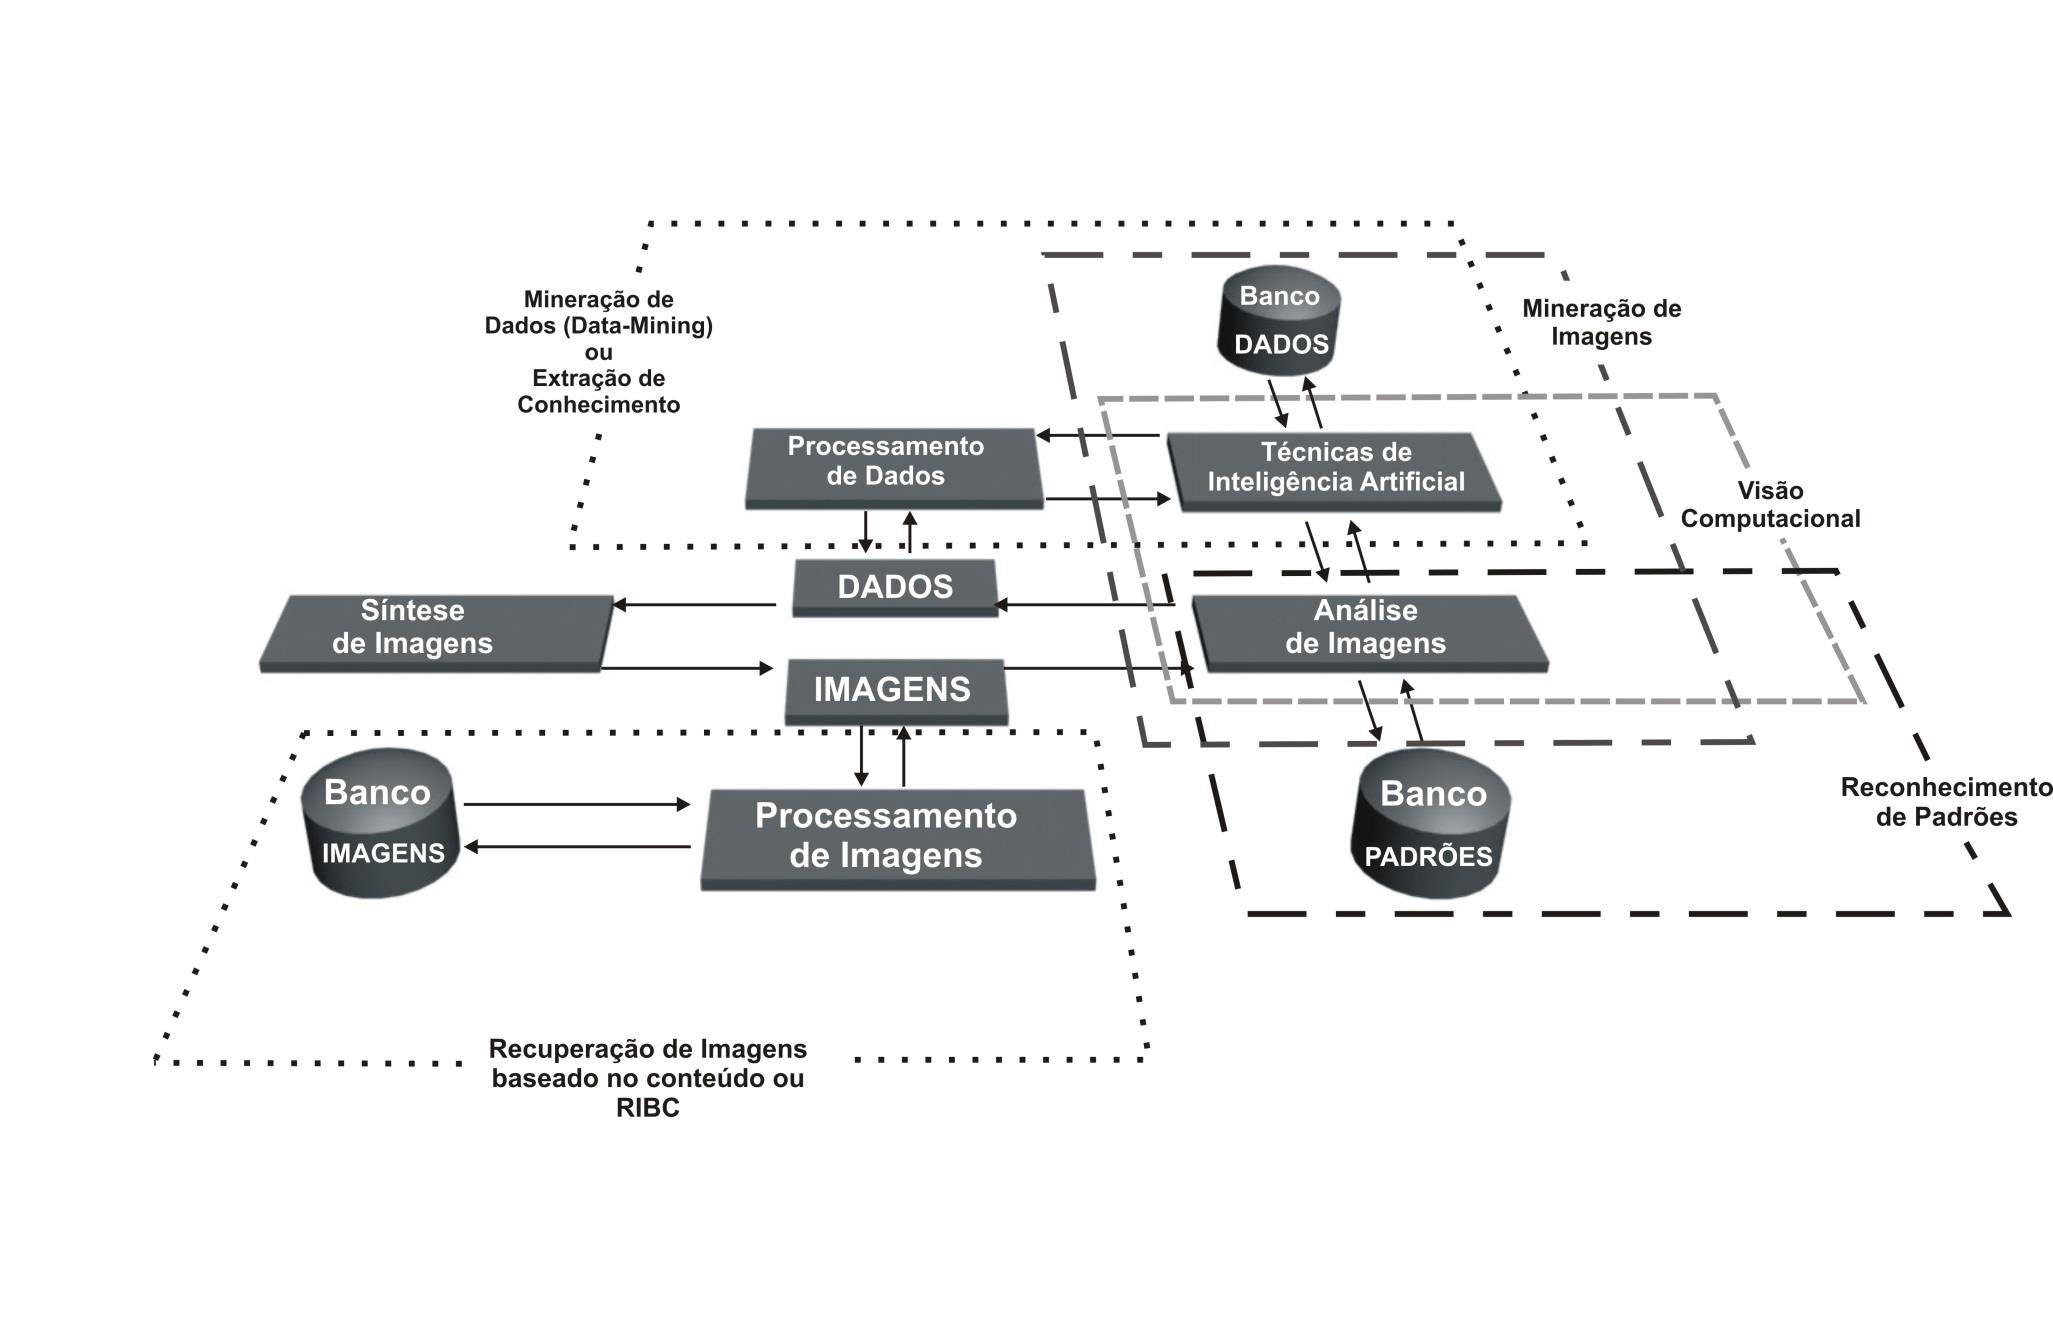 Mineração de
Dados (Data-Mining)
ou
Extração de
Conhecimento
Banco
DADOS
Mineração de
Imagens
Processamento
de Dados
Técnicas de
Inteligência Artificial
Visão
Computacional
DADOS
Síntese
de Imagens
Análise
de Imagens
IMAGENS
Banco
IMAGENS
Processamento
de Imagens
Banco
PADRÕES
Reconhecimento
de Padrões
Recuperação de Imagens
baseado no conteúdo ou
RIBC